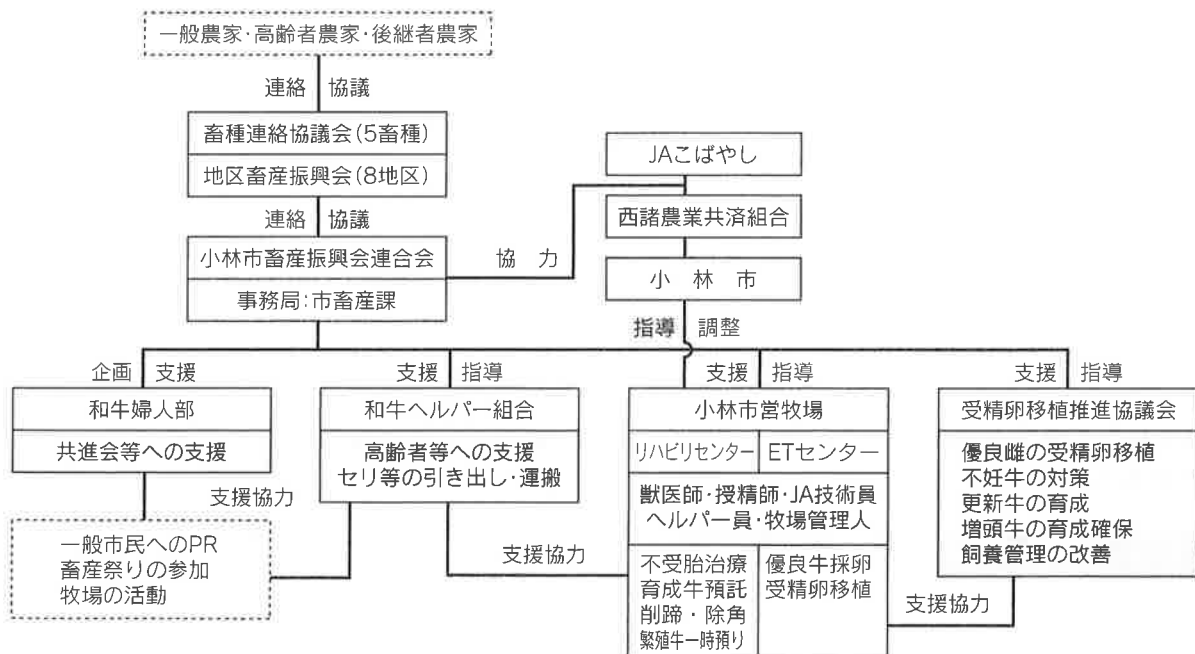 一般農家・高齢者農家・後継者農家
連絡 協議
畜種連絡協議会(5畜種)
地区畜産振興会(8地区)
連絡 協議
小林市畜産振興会連合会
事務局:市畜産課
協 力
JAこばやし
西諸農業共済組合
小 林 市
指導 調整
企画 支援
和牛婦人部
共進会等への支援
支援協力
一般市民へのPR
畜産祭りの参加
牧場の活動
支援 指導
和牛ヘルパー組合
高齢者等への支援
セリ等の引き出し・運搬
支援協力
支援 指導
小林市営牧場
リハビリセンター
ETセンター
獣医師・授精師・JA技術員
ヘルパー員・牧場管理人
不受胎治療
育成牛預託
削蹄・除角
繁殖牛一時預り
優良牛採卵
受精卵移植
支援 指導
受精卵移植推進協議会
優良雌の受精卵移植
不妊牛の対策
更新牛の育成
増頭牛の育成確保
飼養管理の改善
支援協力